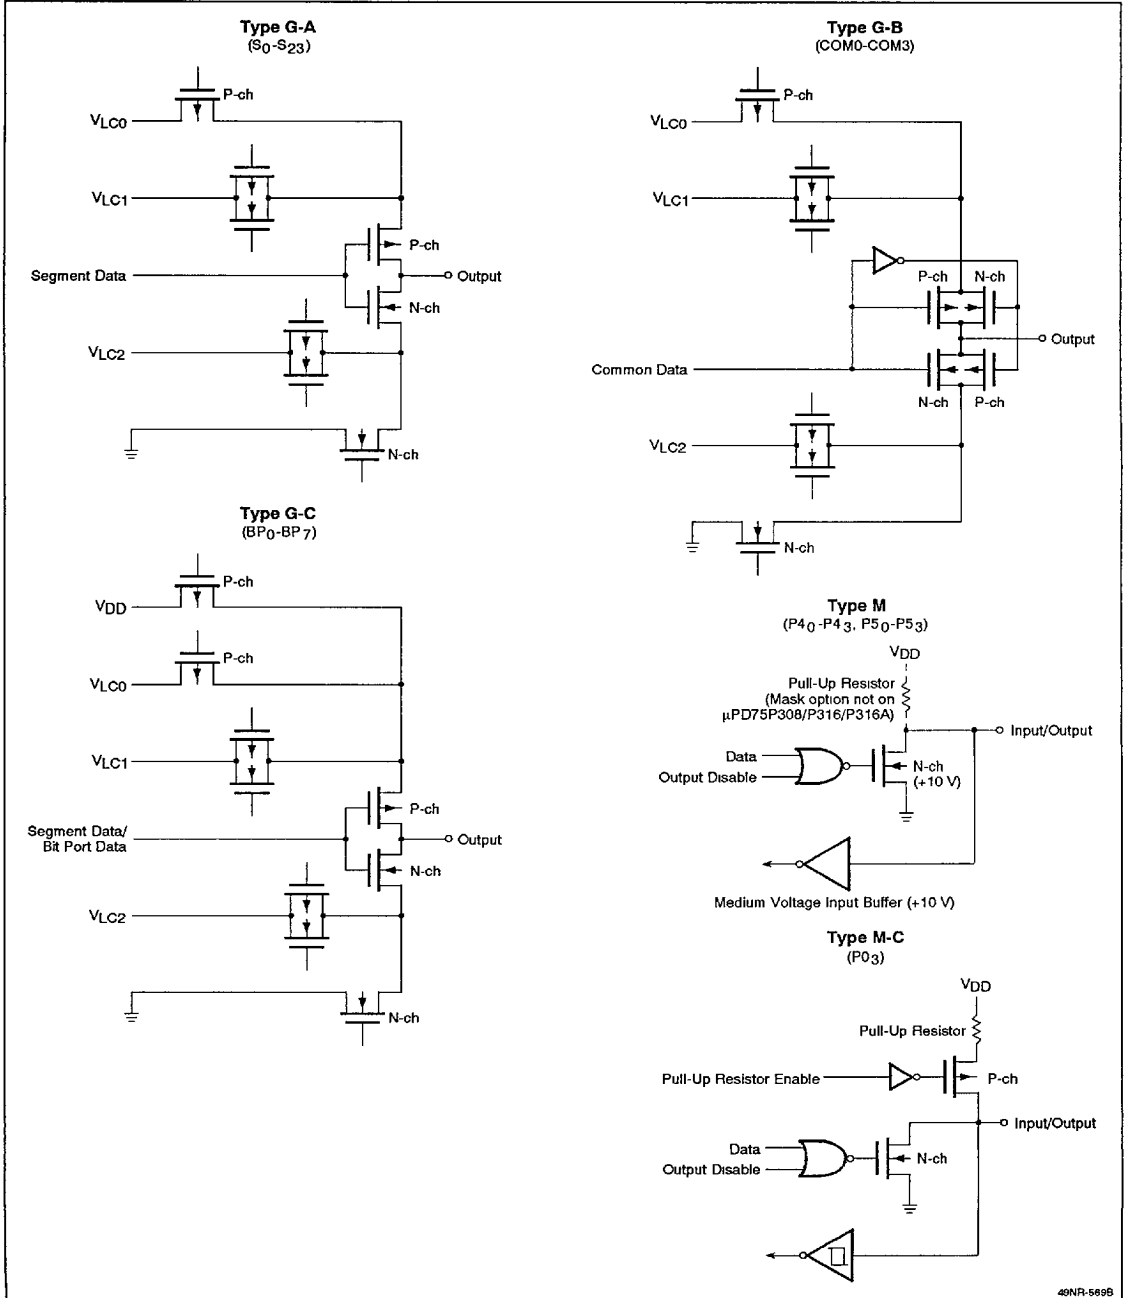 Type G-A
(S0-S23)
P-ch
VLC0
VLC1
P-ch
Segment Data
Output
N-ch
VLC2
N-ch
Type G-B
(COM0-COM3)
P-ch
VLC0
VLC1
P-ch N-ch
Output
Common Data
N-ch P-ch
VLC2
N-ch
Type G-C
(BP0-BP7)
P-ch
VDD
P-ch
VLC0
VLC1
P-ch
Segment Data/
Bit Port Data
Output
N-ch
VLC2
N-ch
Type M
(P40-P43, P50-P53)
VDD
Pull-Up Resistor
(Mask option not on
μPD75P308/P316/P316A)
Input/Output
Data
Output Disable
N-ch
(+10 V)
Medium Voltage Input Buffer (+10 V)
Type M-C
(P03)
VDD
Pull-Up Resistor
Pull-Up Resistor Enable
P-ch
Input/Output
Data
Output Disable
N-ch
49NR-569B